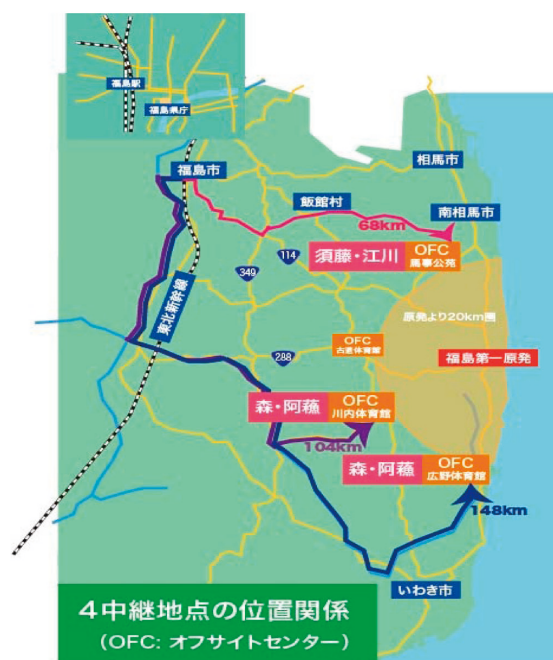 福島駅
福島県庁
福島市
相馬市
飯館村
南相馬市
68km
須藤・江川
OFC
馬事公苑
114
349
東北新幹線
原発より20km圏
OFC
古道体育館
288
福島第一原発
森・阿蘓
OFC
川内体育館
104km
森・阿蘓
OFC
広野体育館
148km
いわき市
4中継地点の位置関係
(OFC: オフサイトセンター)